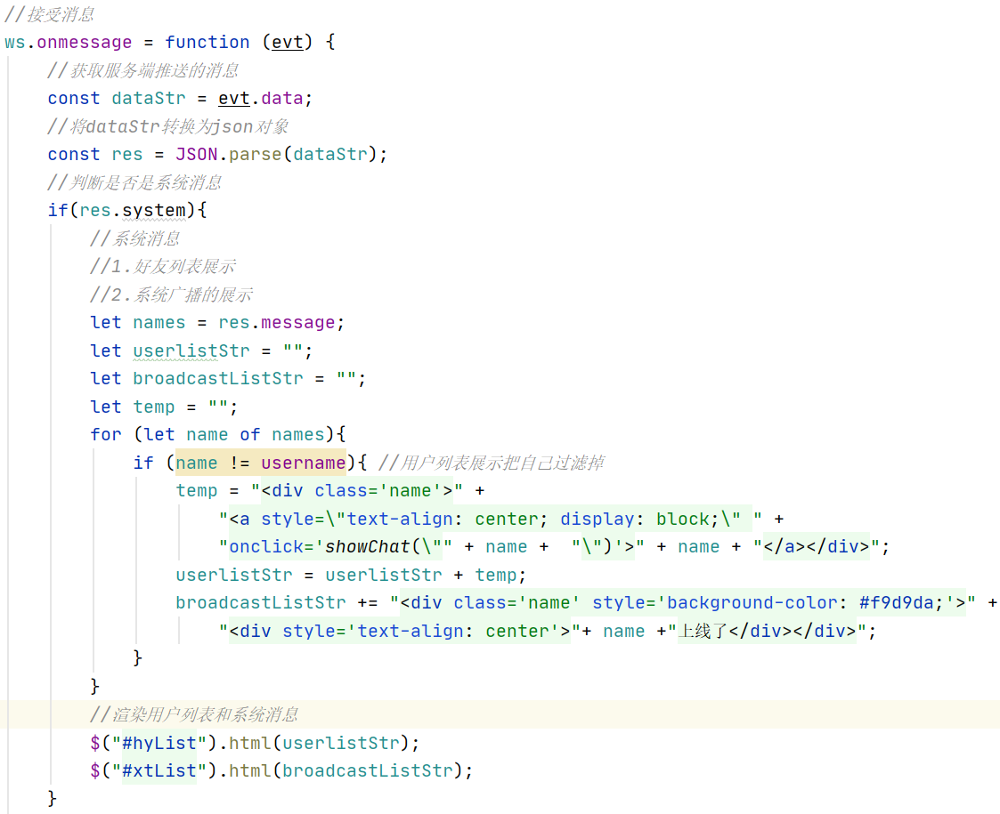 //接受消息
ws.onmessage = function (evt) {
    //获取服务端推送的消息
    const dataStr = evt.data;
    //将dataStr转换为json对象
    const res = JSON.parse(dataStr);
    //判断是否是系统消息
    if(res.system){
        //系统消息
        //1.好友列表展示
        //2.系统广播的展示
        let names = res.message;
        let userlistStr = "";
        let broadcastListStr = "";
        let temp = "";
        for (let name of names){
            if (name != username){ //用户列表展示把自己过滤掉
                temp = "<div class='name'>" +
                    "<a style=\"text-align: center; display: block;\" " +
                    "onclick='showChat(\"" + name +  "\")'>" + name + "</a></div>";
                userlistStr = userlistStr + temp;
                broadcastListStr += "<div class='name' style='background-color: #f9d9da;'>" +
                    "<div style='text-align: center'>"+ name +"上线了</div></div>";
            }
        }
        //渲染用户列表和系统消息
        $("#hyList").html(userlistStr);
        $("#xtList").html(broadcastListStr);
    }